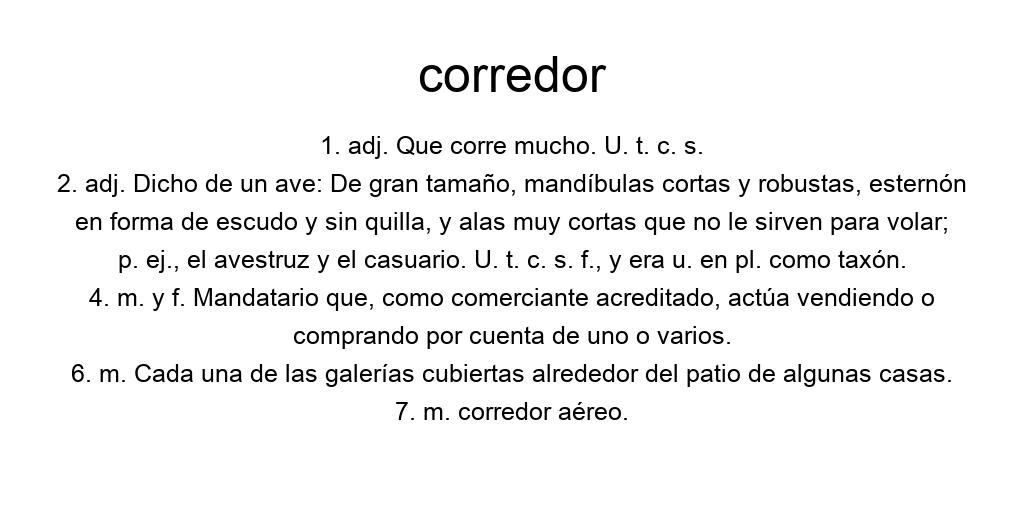 corredor
1. adj. Que corre mucho. U. t. c. s.
2. adj. Dicho de un ave: De gran tamaño, mandíbulas cortas y robustas, esternón
en forma de escudo y sin quilla, y alas muy cortas que no le sirven para volar;
p. ej., el avestruz y el casuario. U. t. c. s. f., y era u. en pl. como taxón.
4. m. y f. Mandatario que, como comerciante acreditado, actúa vendiendo o
comprando por cuenta de uno o varios.
6. m. Cada una de las galerías cubiertas alrededor del patio de algunas casas.
7. m. corredor aéreo.